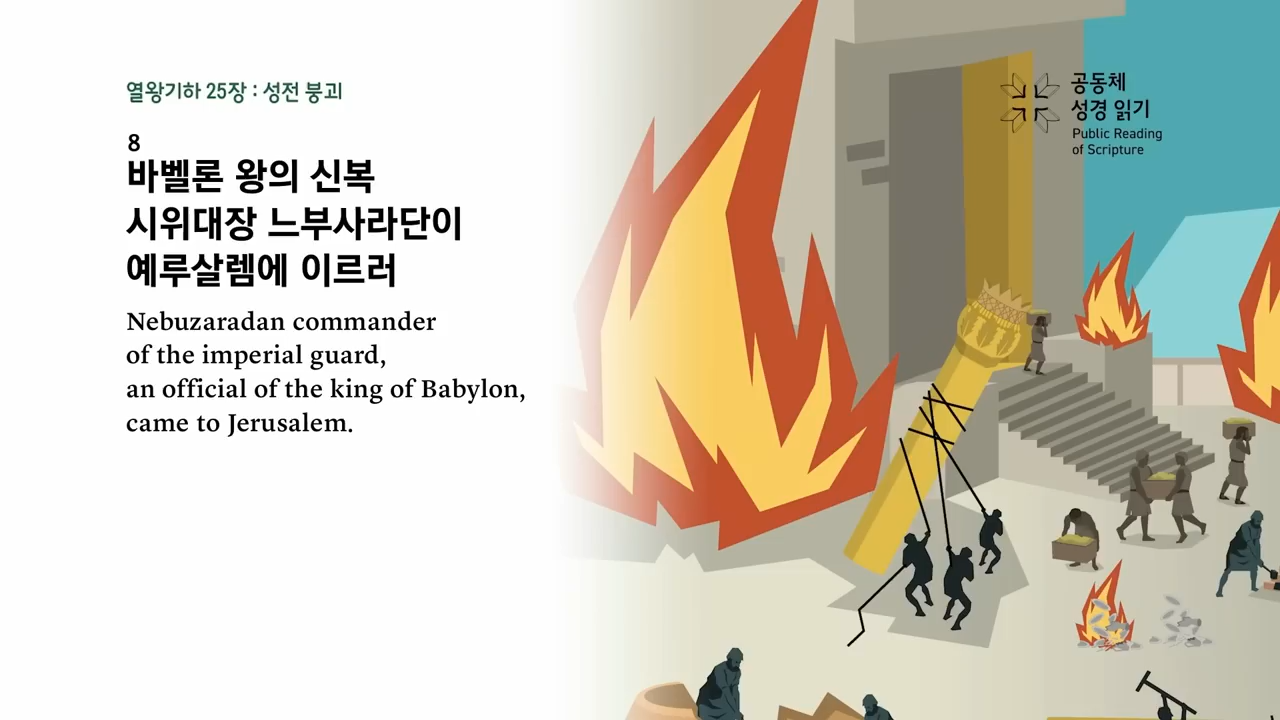 열왕기하 25장 : 성전 붕괴
8
바벨론 왕의 신복
시위대장 느부사라단이
예루살렘에 이르러
Nebuzaradan commander
of the imperial guard,
an official of the king of Babylon,
came to Jerusalem.
공동체
성경 읽기
Public Reading
of Scripture